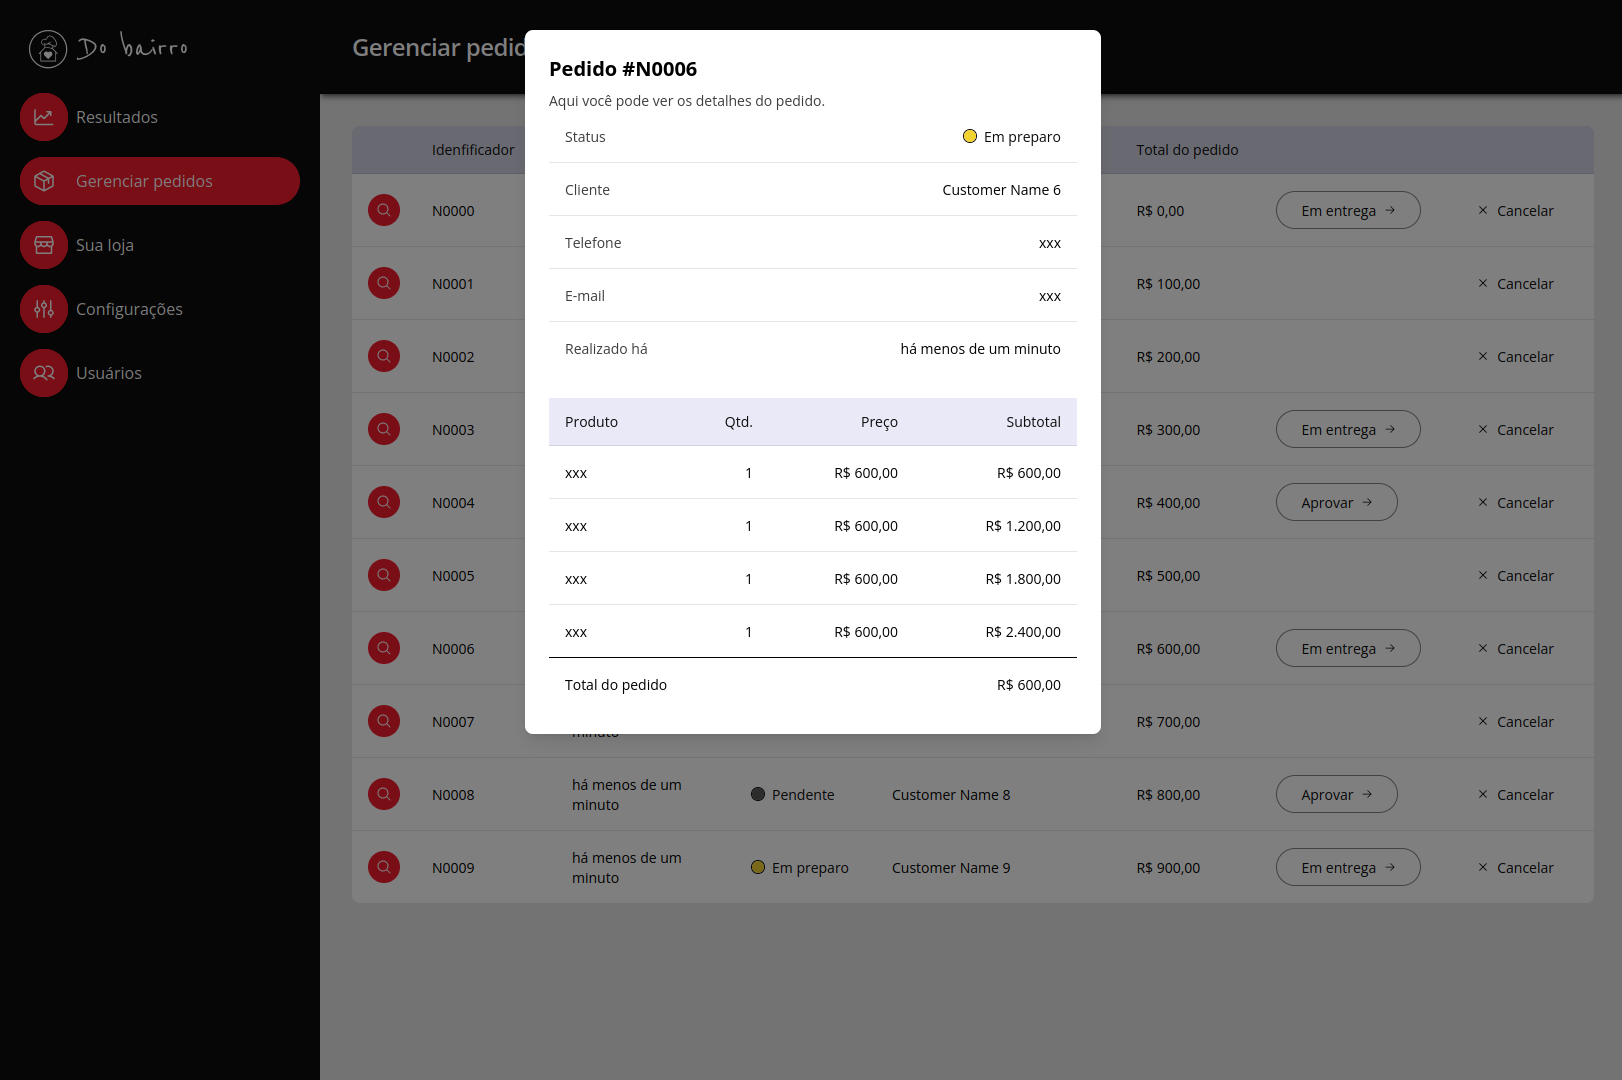 Do bairro
Resultados
Gerenciar pedidos
Sua loja
Configurações
Usuários
Gerenciar pedid
Idenfificador Total do pedido
N0000 R$ 0,00 Em entrega Cancelar
N0001 R$ 100,00 Cancelar
N0002 R$ 200,00 Cancelar
N0003 R$ 300,00 Em entrega Cancelar
N0004 R$ 400,00 Aprovar Cancelar
N0005 R$ 500,00 Cancelar
N0006 R$ 600,00 Em entrega Cancelar
N0007 minuto R$ 700,00 Cancelar
N0008 há menos de um Pendente Customer Name 8 R$ 800,00 Aprovar Cancelar
minuto
N0009 há menos de um Em preparo Customer Name 9 R$ 900,00 Em entrega Cancelar
minuto
Pedido #N0006
Aqui você pode ver os detalhes do pedido.
Status Em preparo
Cliente Customer Name 6
Telefone xxx
E-mail xxx
Realizado há há menos de um minuto
Produto Qtd. Preço Subtotal
xxx 1 R$ 600,00 R$ 600,00
xxx 1 R$ 600,00 R$ 1.200,00
xxx 1 R$ 600,00 R$ 1.800,00
xxx 1 R$ 600,00 R$ 2.400,00
Total do pedido R$ 600,00